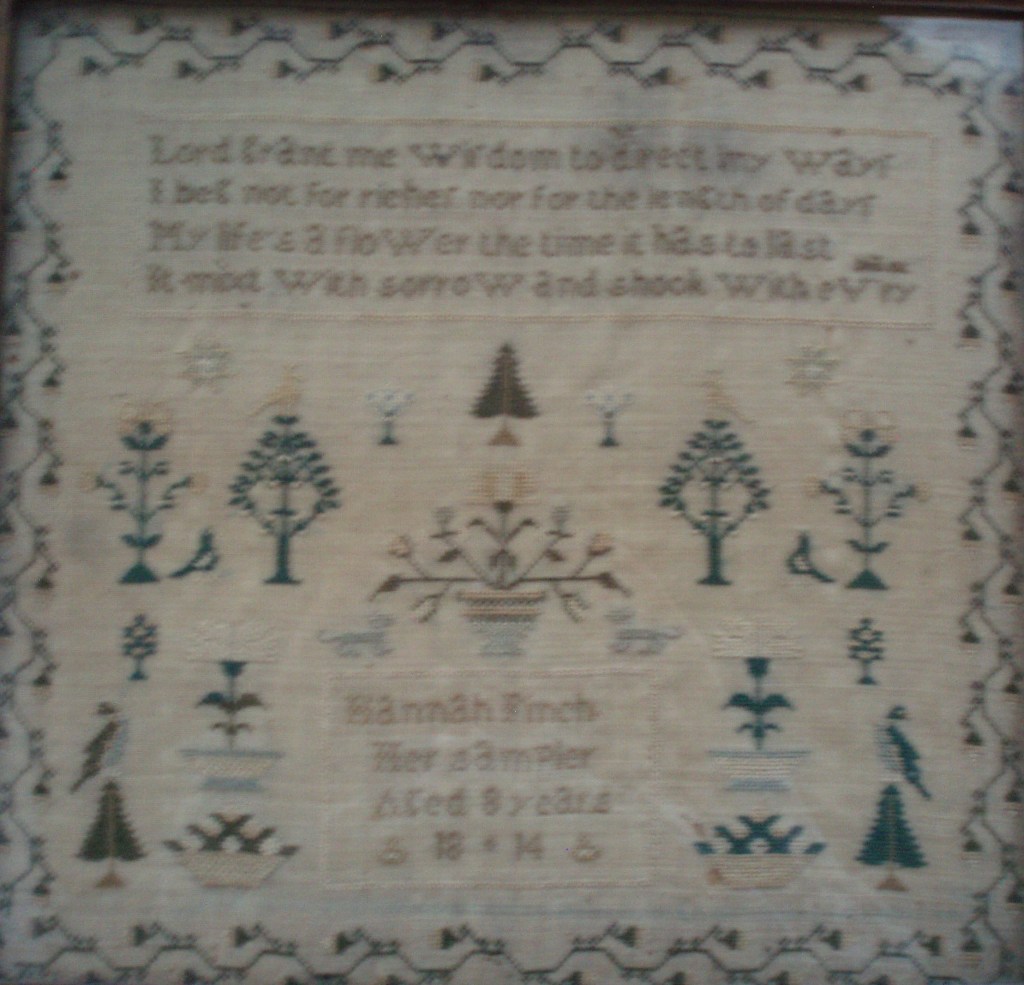 Lord Grant me Wisdom to direct my Ways
I beg not for riches nor for the length of days
My life's a floWer the time it has to last
Is mixt With sorroW and shook With eVery
Hannah Finch
Her sampler
Aged 8 years
18 * 14